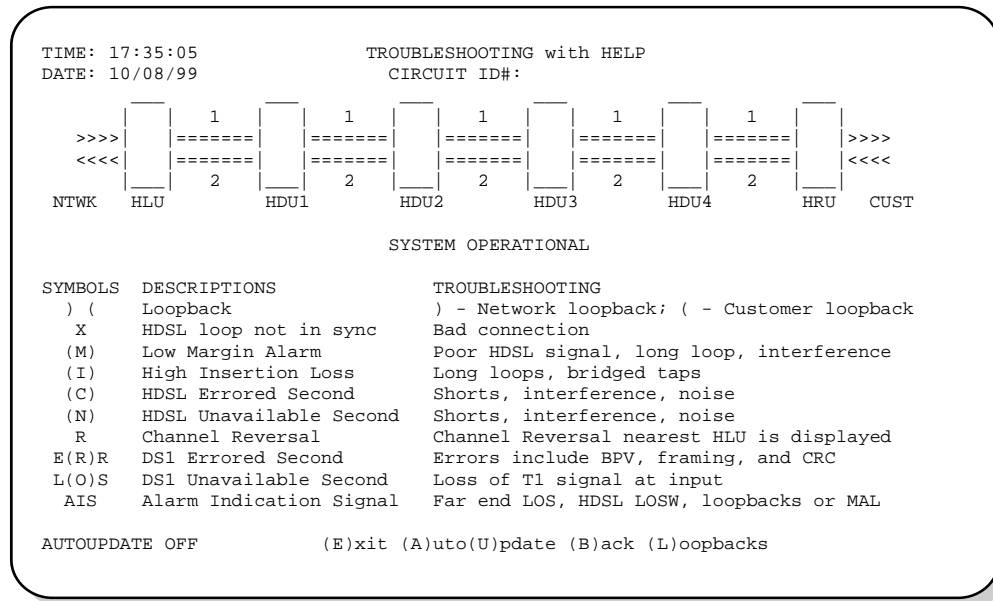 TIME: 17:35:05 TROUBLESHOOTING with HELP
DATE: 10/08/99 CIRCUIT ID#:
1 1 1 1 1
>>>>| |=======| |=======| |=======| |=======| |=======| |>>>>
<<<<| |=======| |=======| |=======| |=======| |=======| |<<<<
2 2 2 2 2
NTWK HLU HDU1 HDU2 HDU3 HDU4 HRU CUST
SYSTEM OPERATIONAL
SYMBOLS DESCRIPTIONS TROUBLESHOOTING
) ( Loopback ) - Network loopback; ( - Customer loopback
X HDSL loop not in sync Bad connection
(M) Low Margin Alarm Poor HDSL signal, long loop, interference
(I) High Insertion Loss Long loops, bridged taps
(C) HDSL Errored Second Shorts, interference, noise
(N) HDSL Unavailable Second Shorts, interference, noise
R Channel Reversal Channel Reversal nearest HLU is displayed
E(R)R DS1 Errored Second Errors include BPV, framing, and CRC
L(O)S DS1 Unavailable Second Loss of T1 signal at input
AIS Alarm Indication Signal Far end LOS, HDSL LOSW, loopbacks or MAL
AUTOUPDATE OFF (E)xit (A)uto(U)pdate (B)ack (L)oopbacks